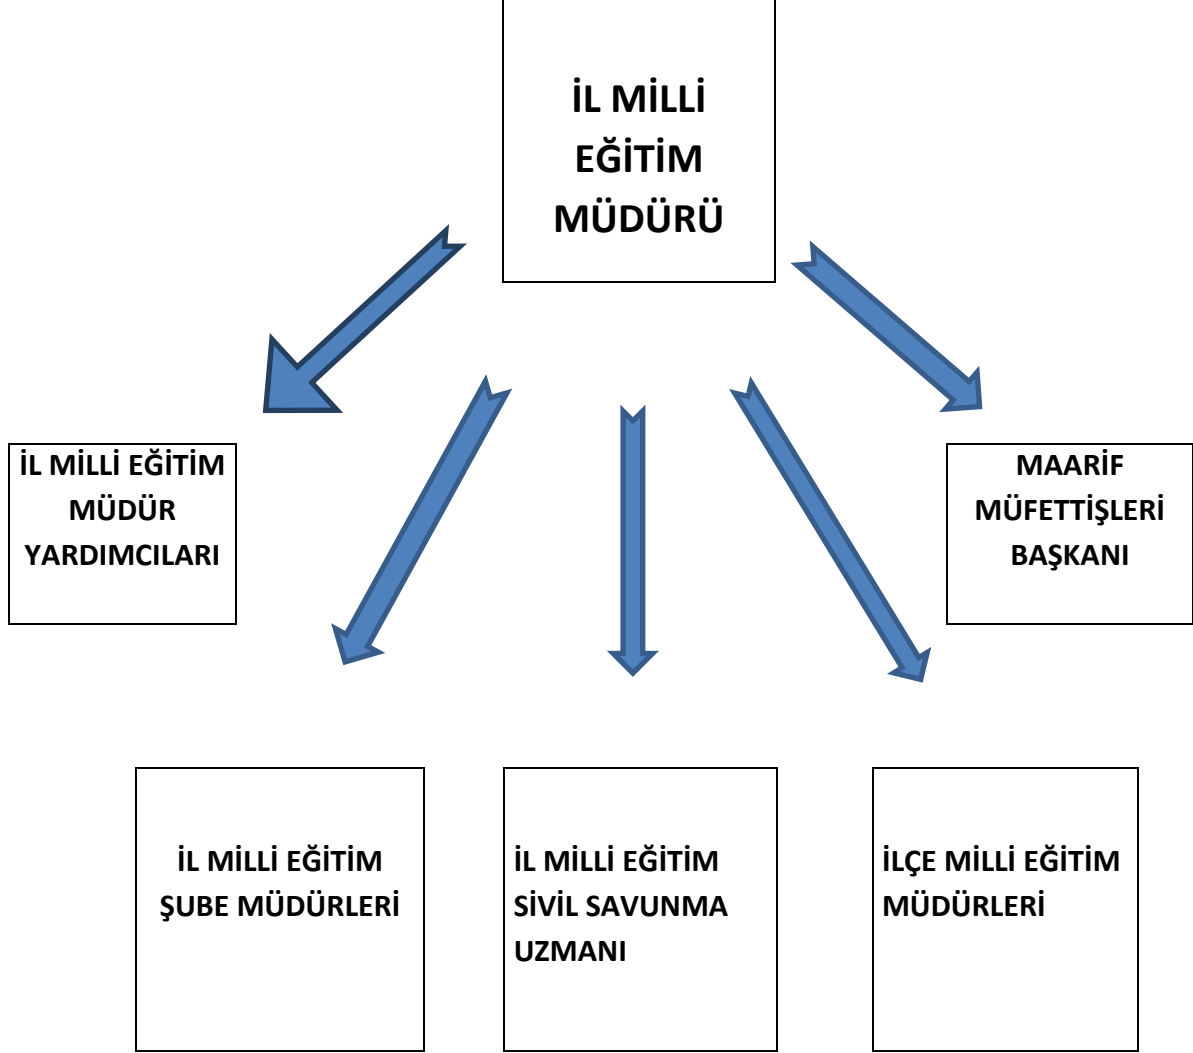 İL MİLLİ
EĞİTİM
MÜDÜRÜ
İL MİLLİ EĞİTİM
MÜDÜR
YARDIMCILARI
MAARİF
MÜFETTİŞLERİ
BAŞKANI
İL MİLLİ EĞİTİM
ŞUBE MÜDÜRLERİ
İL MİLLİ EĞİTİM
SİVİL SAVUNMA
UZMANI
İLÇE MİLLİ EĞİTİM
MÜDÜRLERİ